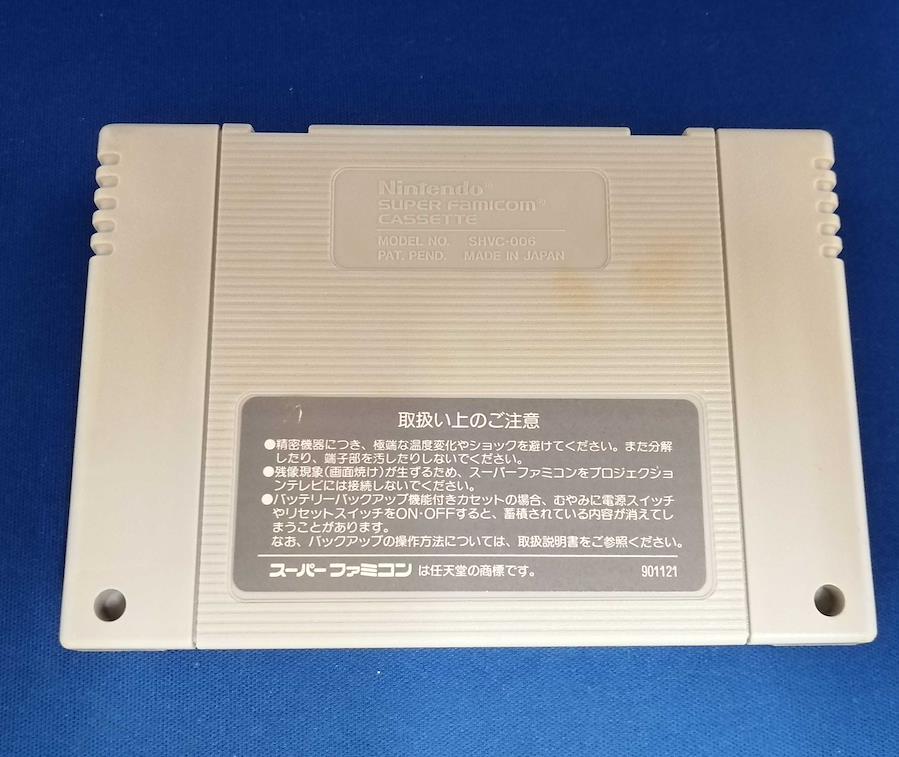 Nintendo®
SUPER FAMICOM®
CASSETTE
MODEL NO. SHVC-006
PAT. PEND. MADE IN JAPAN
取扱い上のご注意
●精密機器につき、極端な温度変化やショックを避けてください。また分解
したり、端子部を汚したりしないでください。
●残像現象(画面焼け)が生ずるため、スーパーファミコンをプロジェクショ
ンテレビには接続しないでください。
●バッテリーバックアップ機能付きカセットの場合、むやみに電源スイッチ
やリセットスイッチをON・OFFすると、蓄積されている内容が消えてし
まうことがあります。
なお、バックアップの操作方法については、取扱説明書をご参照ください。
スーパーファミコン は任天堂の商標です。 901121